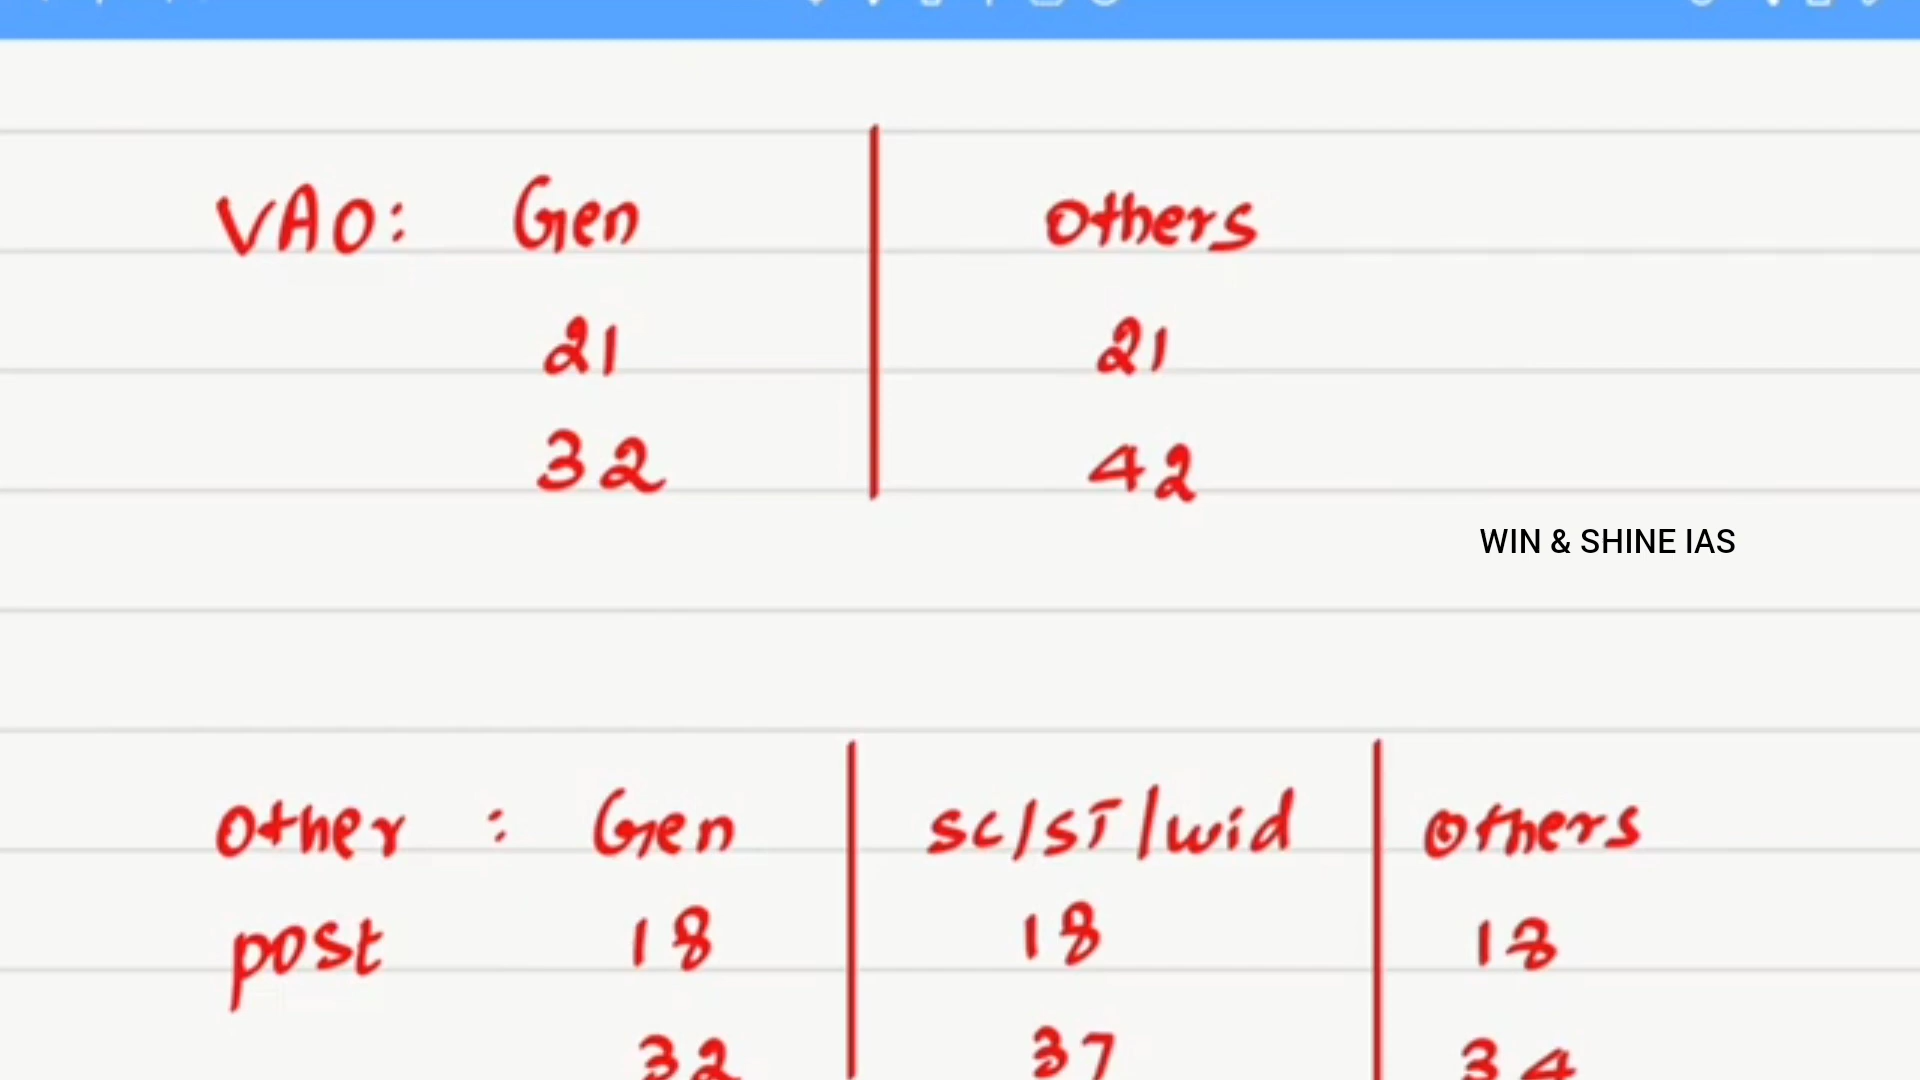 VAO: Gen Others
21 21
32 42
WIN & SHINE IAS
Other : Gen SC/ST/wid Others
post 18 18 18
32 37 34